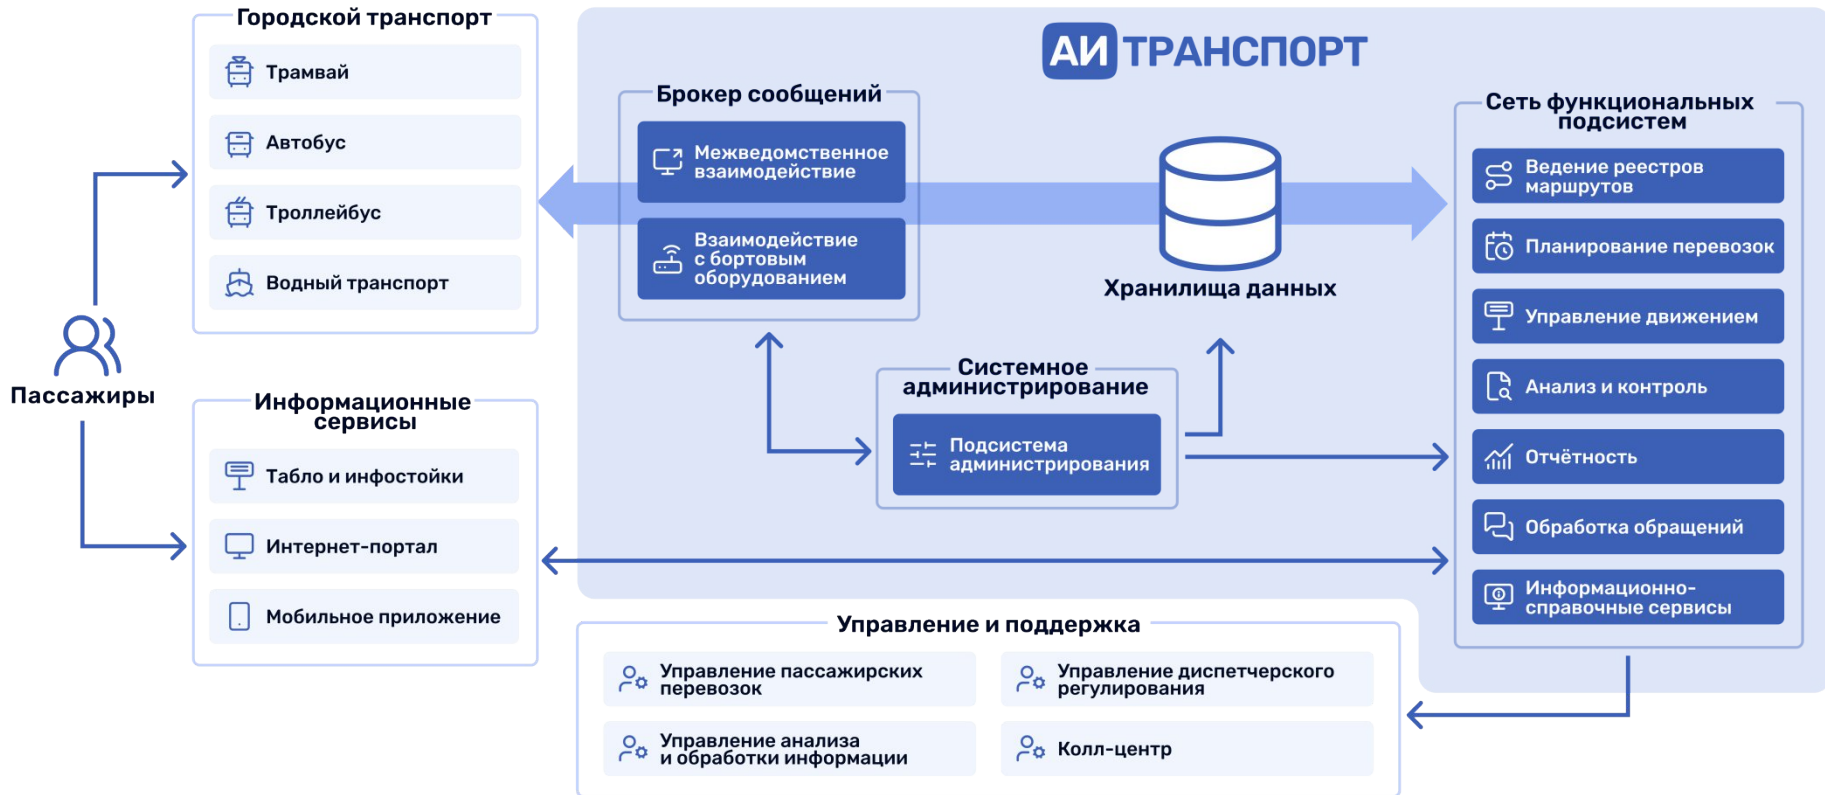 Городской транспорт
Трамвай
Автобус
Троллейбус
Водный транспорт
Пассажиры
Информационные
сервисы
Табло и инфостойки
Интернет-портал
Мобильное приложение
АИ ТРАНСПОРТ
Брокер сообщений
Межведомственное
взаимодействие
Взаимодействие
с бортовым
оборудованием
Хранилища данных
Системное
администрирование
Подсистема
администрирования
Сеть функциональных
подсистем
Ведение реестров
маршрутов
Планирование перевозок
Управление движением
Анализ и контроль
Отчётность
Обработка обращений
Информационно-
справочные сервисы
Управление и поддержка
Управление пассажирских
перевозок
Управление диспетчерского
регулирования
Управление анализа
и обработки информации
Колл-центр